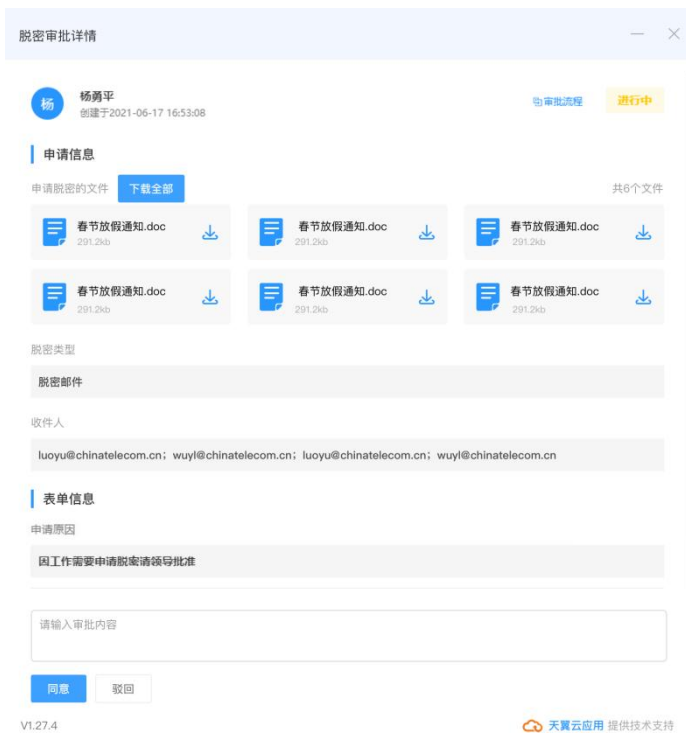 脱密审批详情
杨
杨勇平
创建于2021-06-17 16:53:08
审批流程
进行中
申请信息
申请脱密的文件
下载全部
共6个文件
春节放假通知.doc
291.2kb
春节放假通知.doc
291.2kb
春节放假通知.doc
291.2kb
春节放假通知.doc
291.2kb
春节放假通知.doc
291.2kb
春节放假通知.doc
291.2kb
脱密类型
脱密邮件
收件人
luoyu@chinatelecom.cn；wuyl@chinatelecom.cn；luoyu@chinatelecom.cn；wuyl@chinatelecom.cn
表单信息
申请原因
因工作需要申请脱密请领导批准
请输入审批内容
同意
驳回
V1.27.4
天翼云应用 提供技术支持